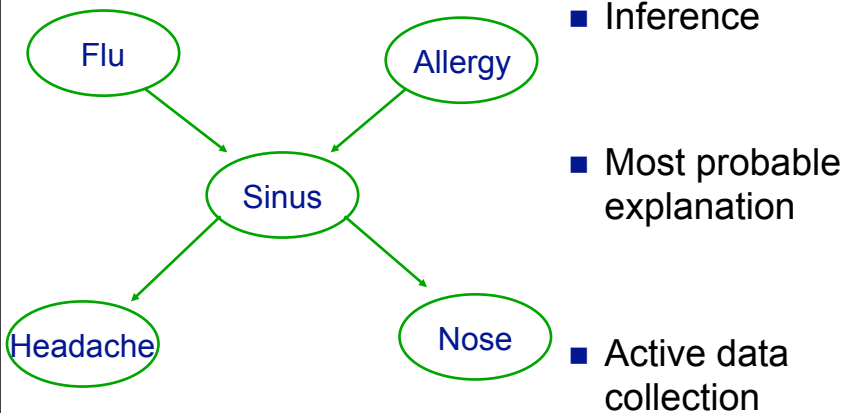 Flu
Allergy
Sinus
Headache
Nose
Inference
Most probable
explanation
Active data
collection